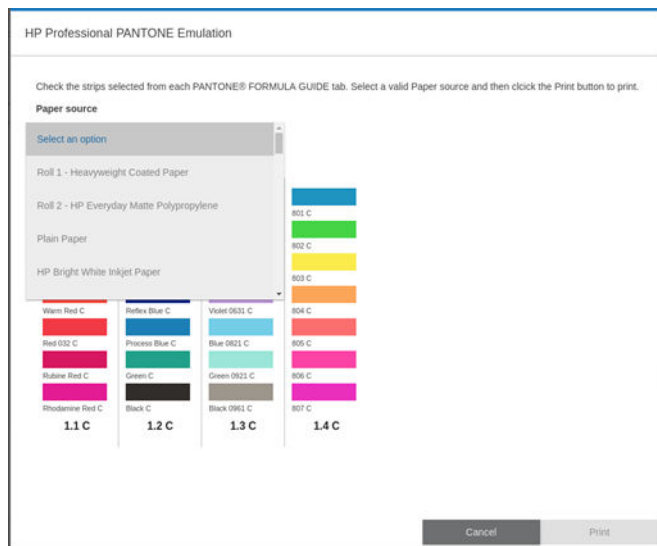 HP Professional PANTONE Emulation
Check the strips selected from each PANTONE® FORMULA GUIDE tab. Select a valid Paper source and then clcick the Print button to print.
Paper source
Select an option
Roll 1 - Heavyweight Coated Paper
Roll 2 - HP Everyday Matte Polypropylene
Plain Paper
HP Bright White Inkjet Paper
801 C
802 C
803 C
Warm Red C Reflex Blue C Violet 0631 C 804 C
Red 032 C Process Blue C Blue 0821 C 805 C
Rubine Red C Green C Green 0921 C 806 C
Rhodamine Red C Black C Black 0961 C 807 C
1.1 C 1.2 C 1.3 C 1.4 C
Cancel Print